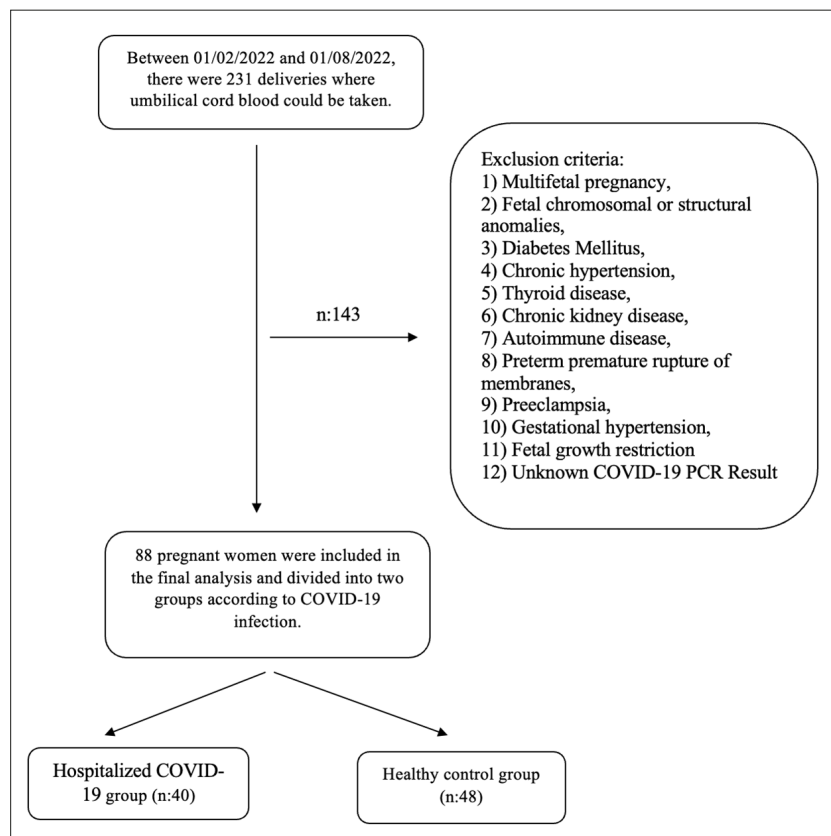 Between 01/02/2022 and 01/08/2022,
there were 231 deliveries where
umbilical cord blood could be taken.
Exclusion criteria:
1) Multifetal pregnancy,
2) Fetal chromosomal or structural
anomalies,
3) Diabetes Mellitus,
4) Chronic hypertension,
5) Thyroid disease,
6) Chronic kidney disease,
7) Autoimmune disease,
8) Preterm premature rupture of
membranes,
9) Preeclampsia,
10) Gestational hypertension,
11) Fetal growth restriction
12) Unknown COVID-19 PCR Result
n:143
88 pregnant women were included in
the final analysis and divided into two
groups according to COVID-19
infection.
Hospitalized COVID-
19 group (n:40)
Healthy control group
(n:48)